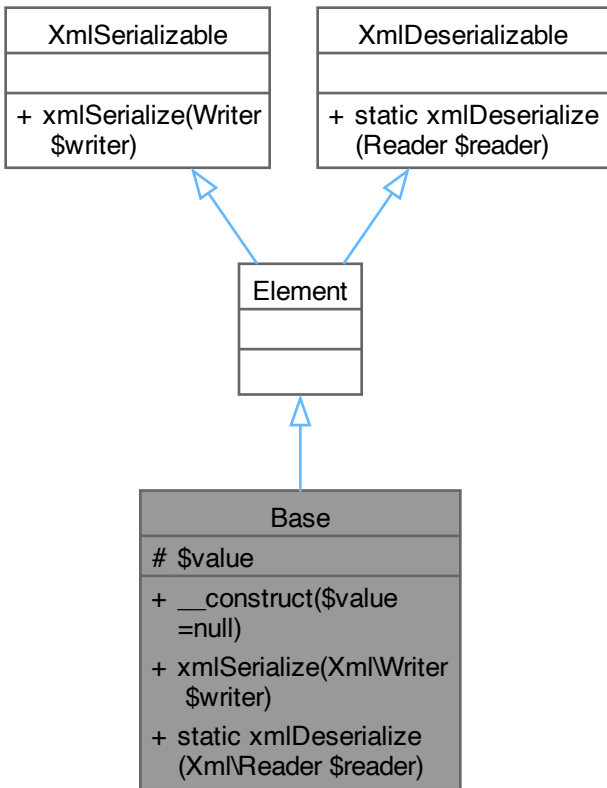 XmlSerializable
+ xmlSerialize(Writer
$writer)
XmlDeserializable
+ static xmlDeserialize
(Reader $reader)
Element
Base
# $value
+ __construct($value
=null)
+ xmlSerialize(Xml\Writer
$writer)
+ static xmlDeserialize
(Xml\Reader $reader)